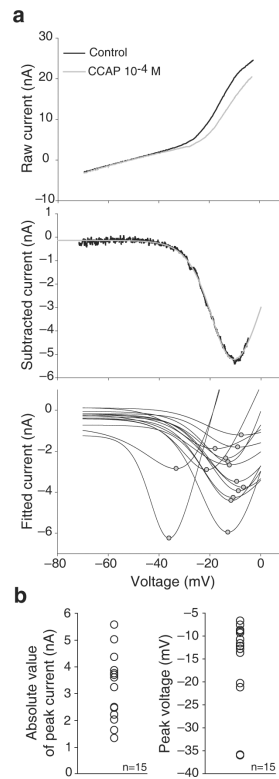 a
30
20
10
0
−10
Raw current (nA)
Control
CCAP 10-4 M
1
0
−1
−2
−3
−4
−5
−6
Subtracted current (nA)
0
−2
−4
−6
Fitted current (nA)
−80 −60 −40 −20 0
Voltage (mV)
b
6
5
4
3
2
1
0
Absolute value
of peak current (nA)
n=15
−5
−10
−15
−20
−25
−30
−35
−40
Peak voltage (mV)
n=15